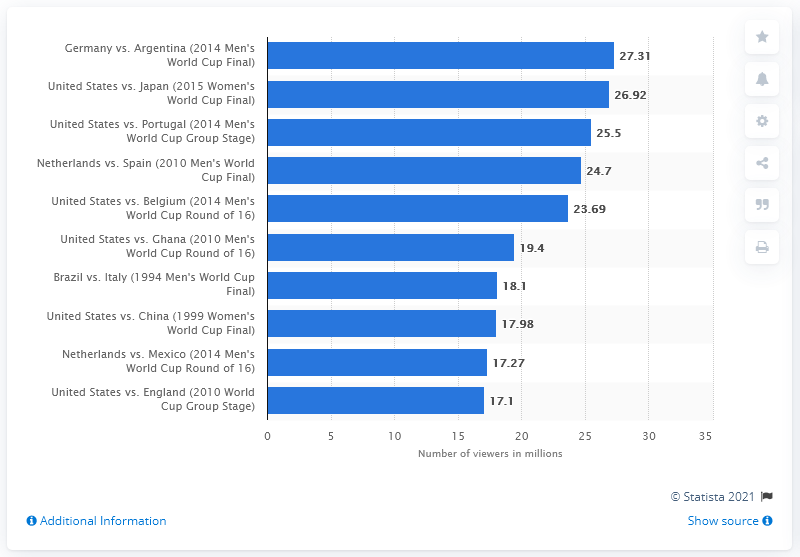 Germany vs. Argentina (2014 Men's
World Cup Final)
27.31
United States vs. Japan (2015 Women's
World Cup Final)
26.92
United States vs. Portugal (2014 Men's
World Cup Group Stage)
25.5
Netherlands vs. Spain (2010 Men's World
Cup Final)
24.7
United States vs. Belgium (2014 Men's
World Cup Round of 16)
23.69
United States vs. Ghana (2010 Men's
World Cup Round of 16)
19.4
Brazil vs. Italy (1994 Men's World Cup
Final)
18.1
United States vs. China (1999 Women's
World Cup Final)
17.98
Netherlands vs. Mexico (2014 Men's
World Cup Round of 16)
17.27
United States vs. England (2010 World
Cup Group Stage)
17.1
0 5 10 15 20 25 30 35
Number of viewers in millions
© Statista 2021
Additional Information
Show source